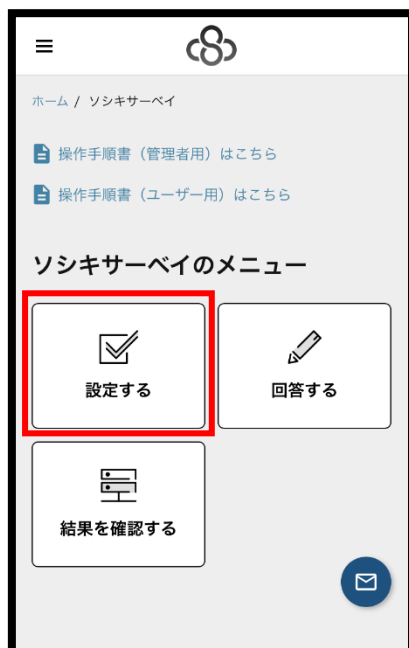 ホーム / ソシキサーベイ
操作手順書（管理者用）はこちら
操作手順書（ユーザー用）はこちら
ソシキサーベイのメニュー
設定する
回答する
結果を確認する